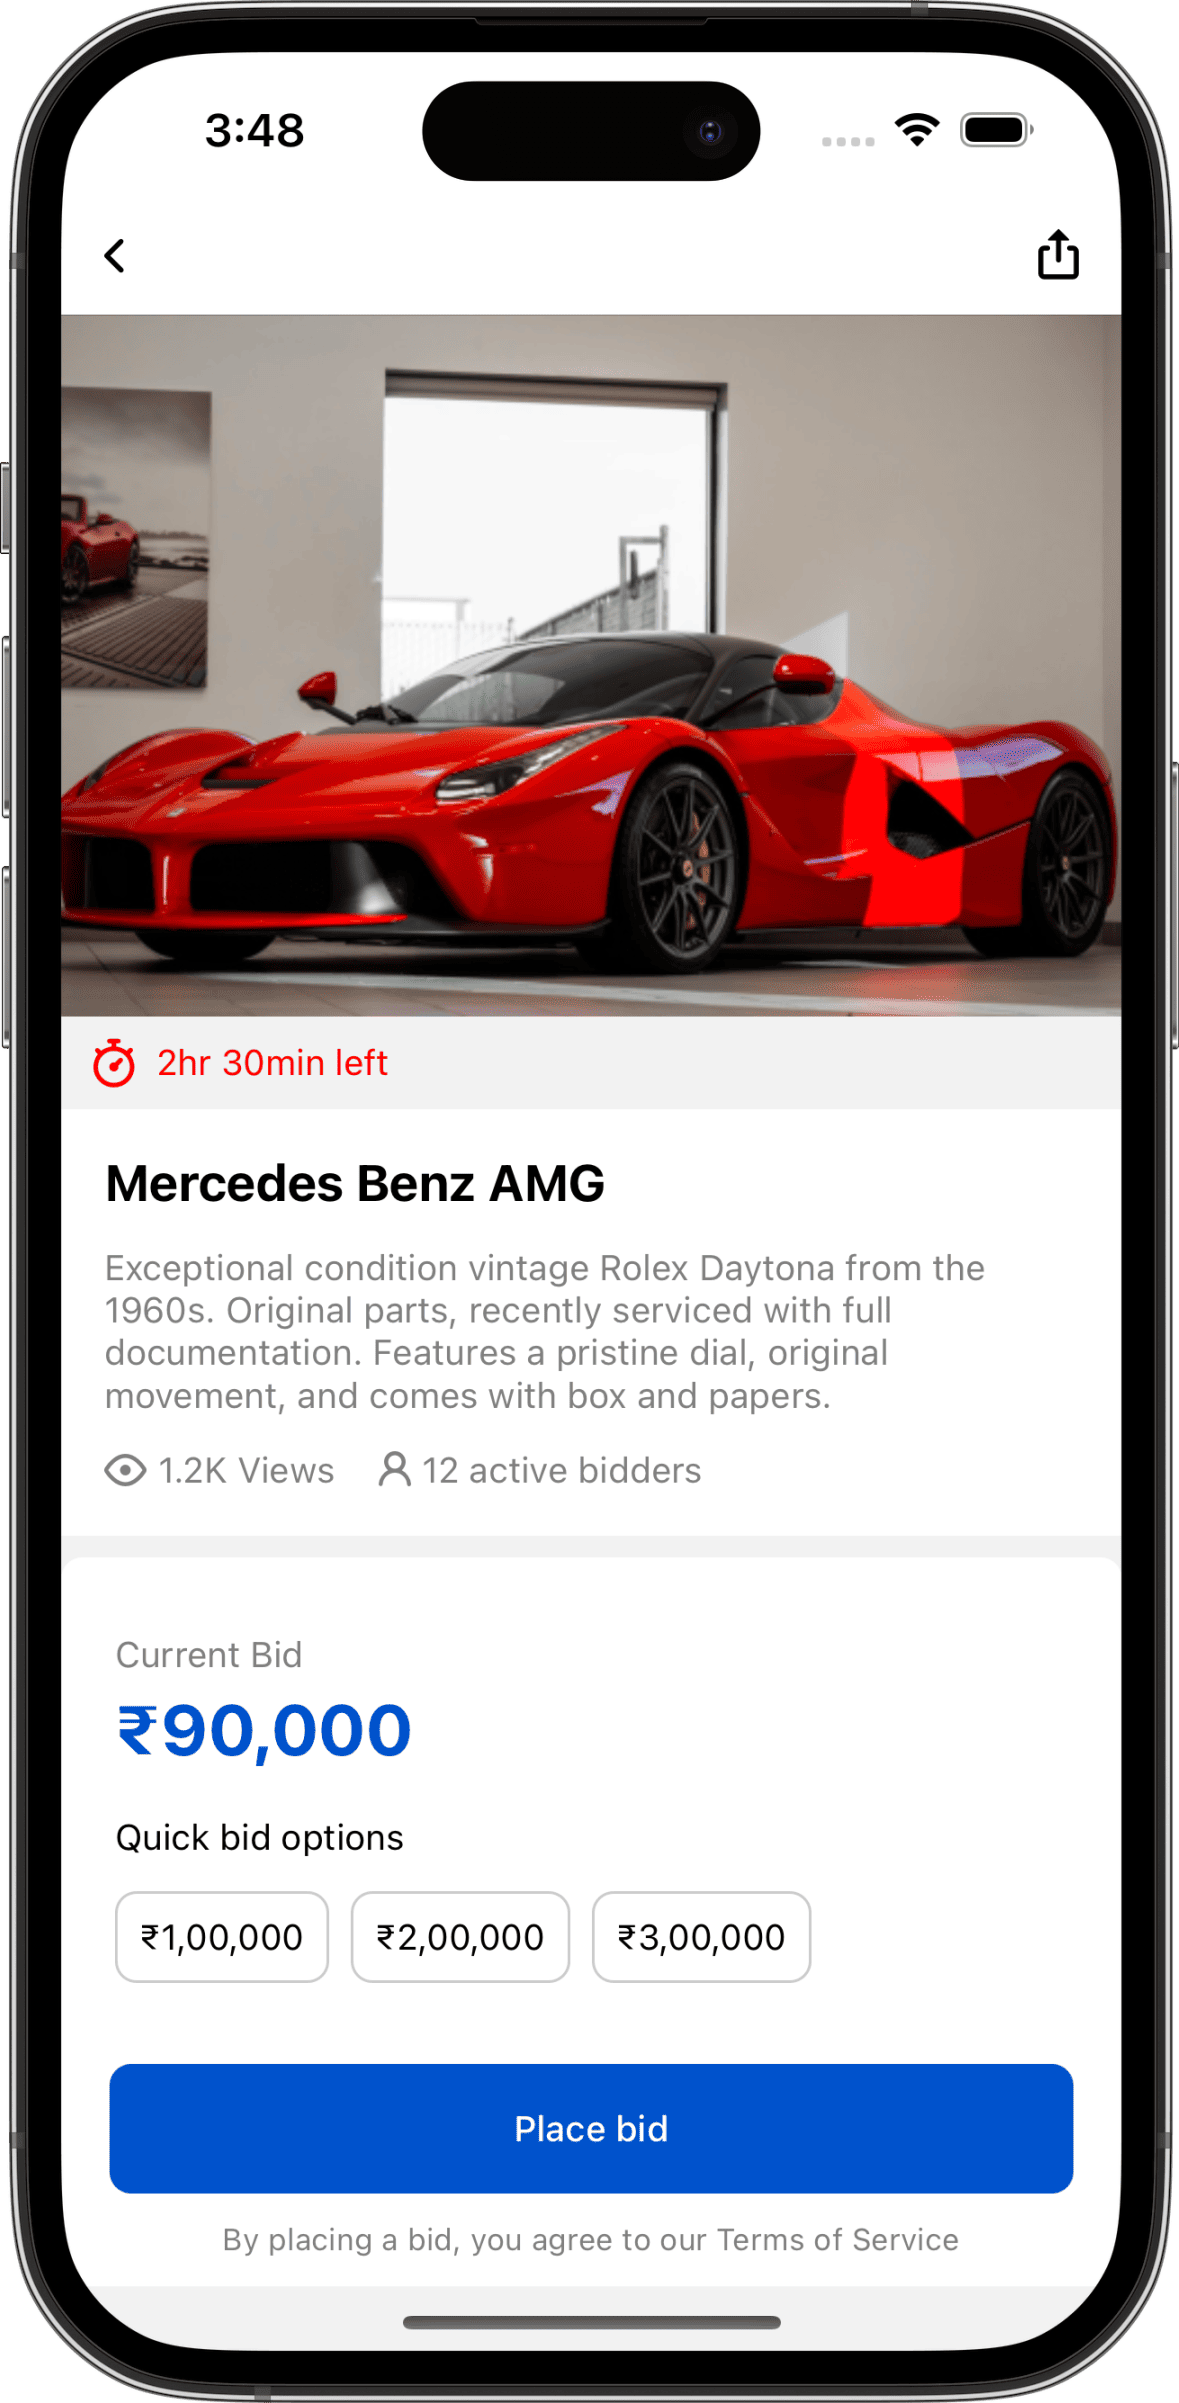 3:48
2hr 30min left
Mercedes Benz AMG
Exceptional condition vintage Rolex Daytona from the
1960s. Original parts, recently serviced with full
documentation. Features a pristine dial, original
movement, and comes with box and papers.
1.2K Views 12 active bidders
Current Bid
₹90,000
Quick bid options
₹1,00,000 ₹2,00,000 ₹3,00,000
Place bid
By placing a bid, you agree to our Terms of Service